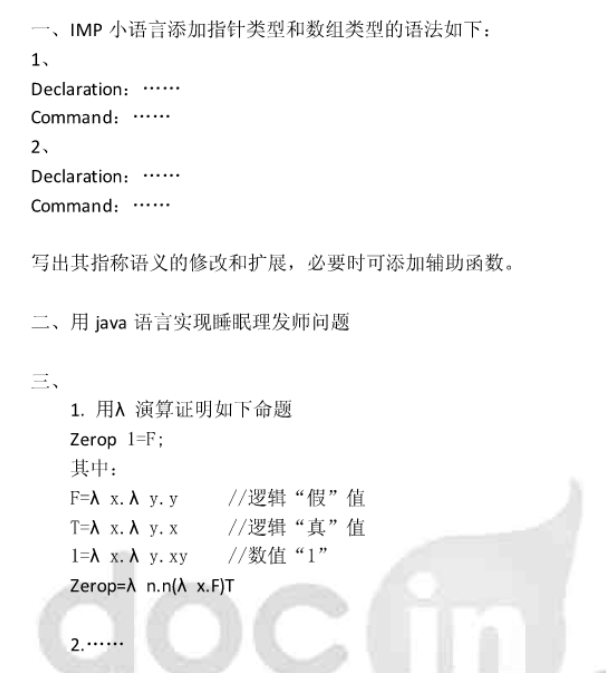 一、IMP 小语言添加指针类型和数组类型的语法如下：
1、
Declaration：……
Command：……
2、
Declaration：……
Command：……
写出其指称语义的修改和扩展，必要时可添加辅助函数。
二、用 java 语言实现睡眠理发师问题
三、
1. 用λ 演算证明如下命题
Zerop 1=F;
其中：
F=λ x.λ y.y //逻辑“假”值
T=λ x.λ y.x //逻辑“真”值
1=λ x.λ y.xy //数值“1”
Zerop=λ n.n(λ x.F)T
2.……
docin